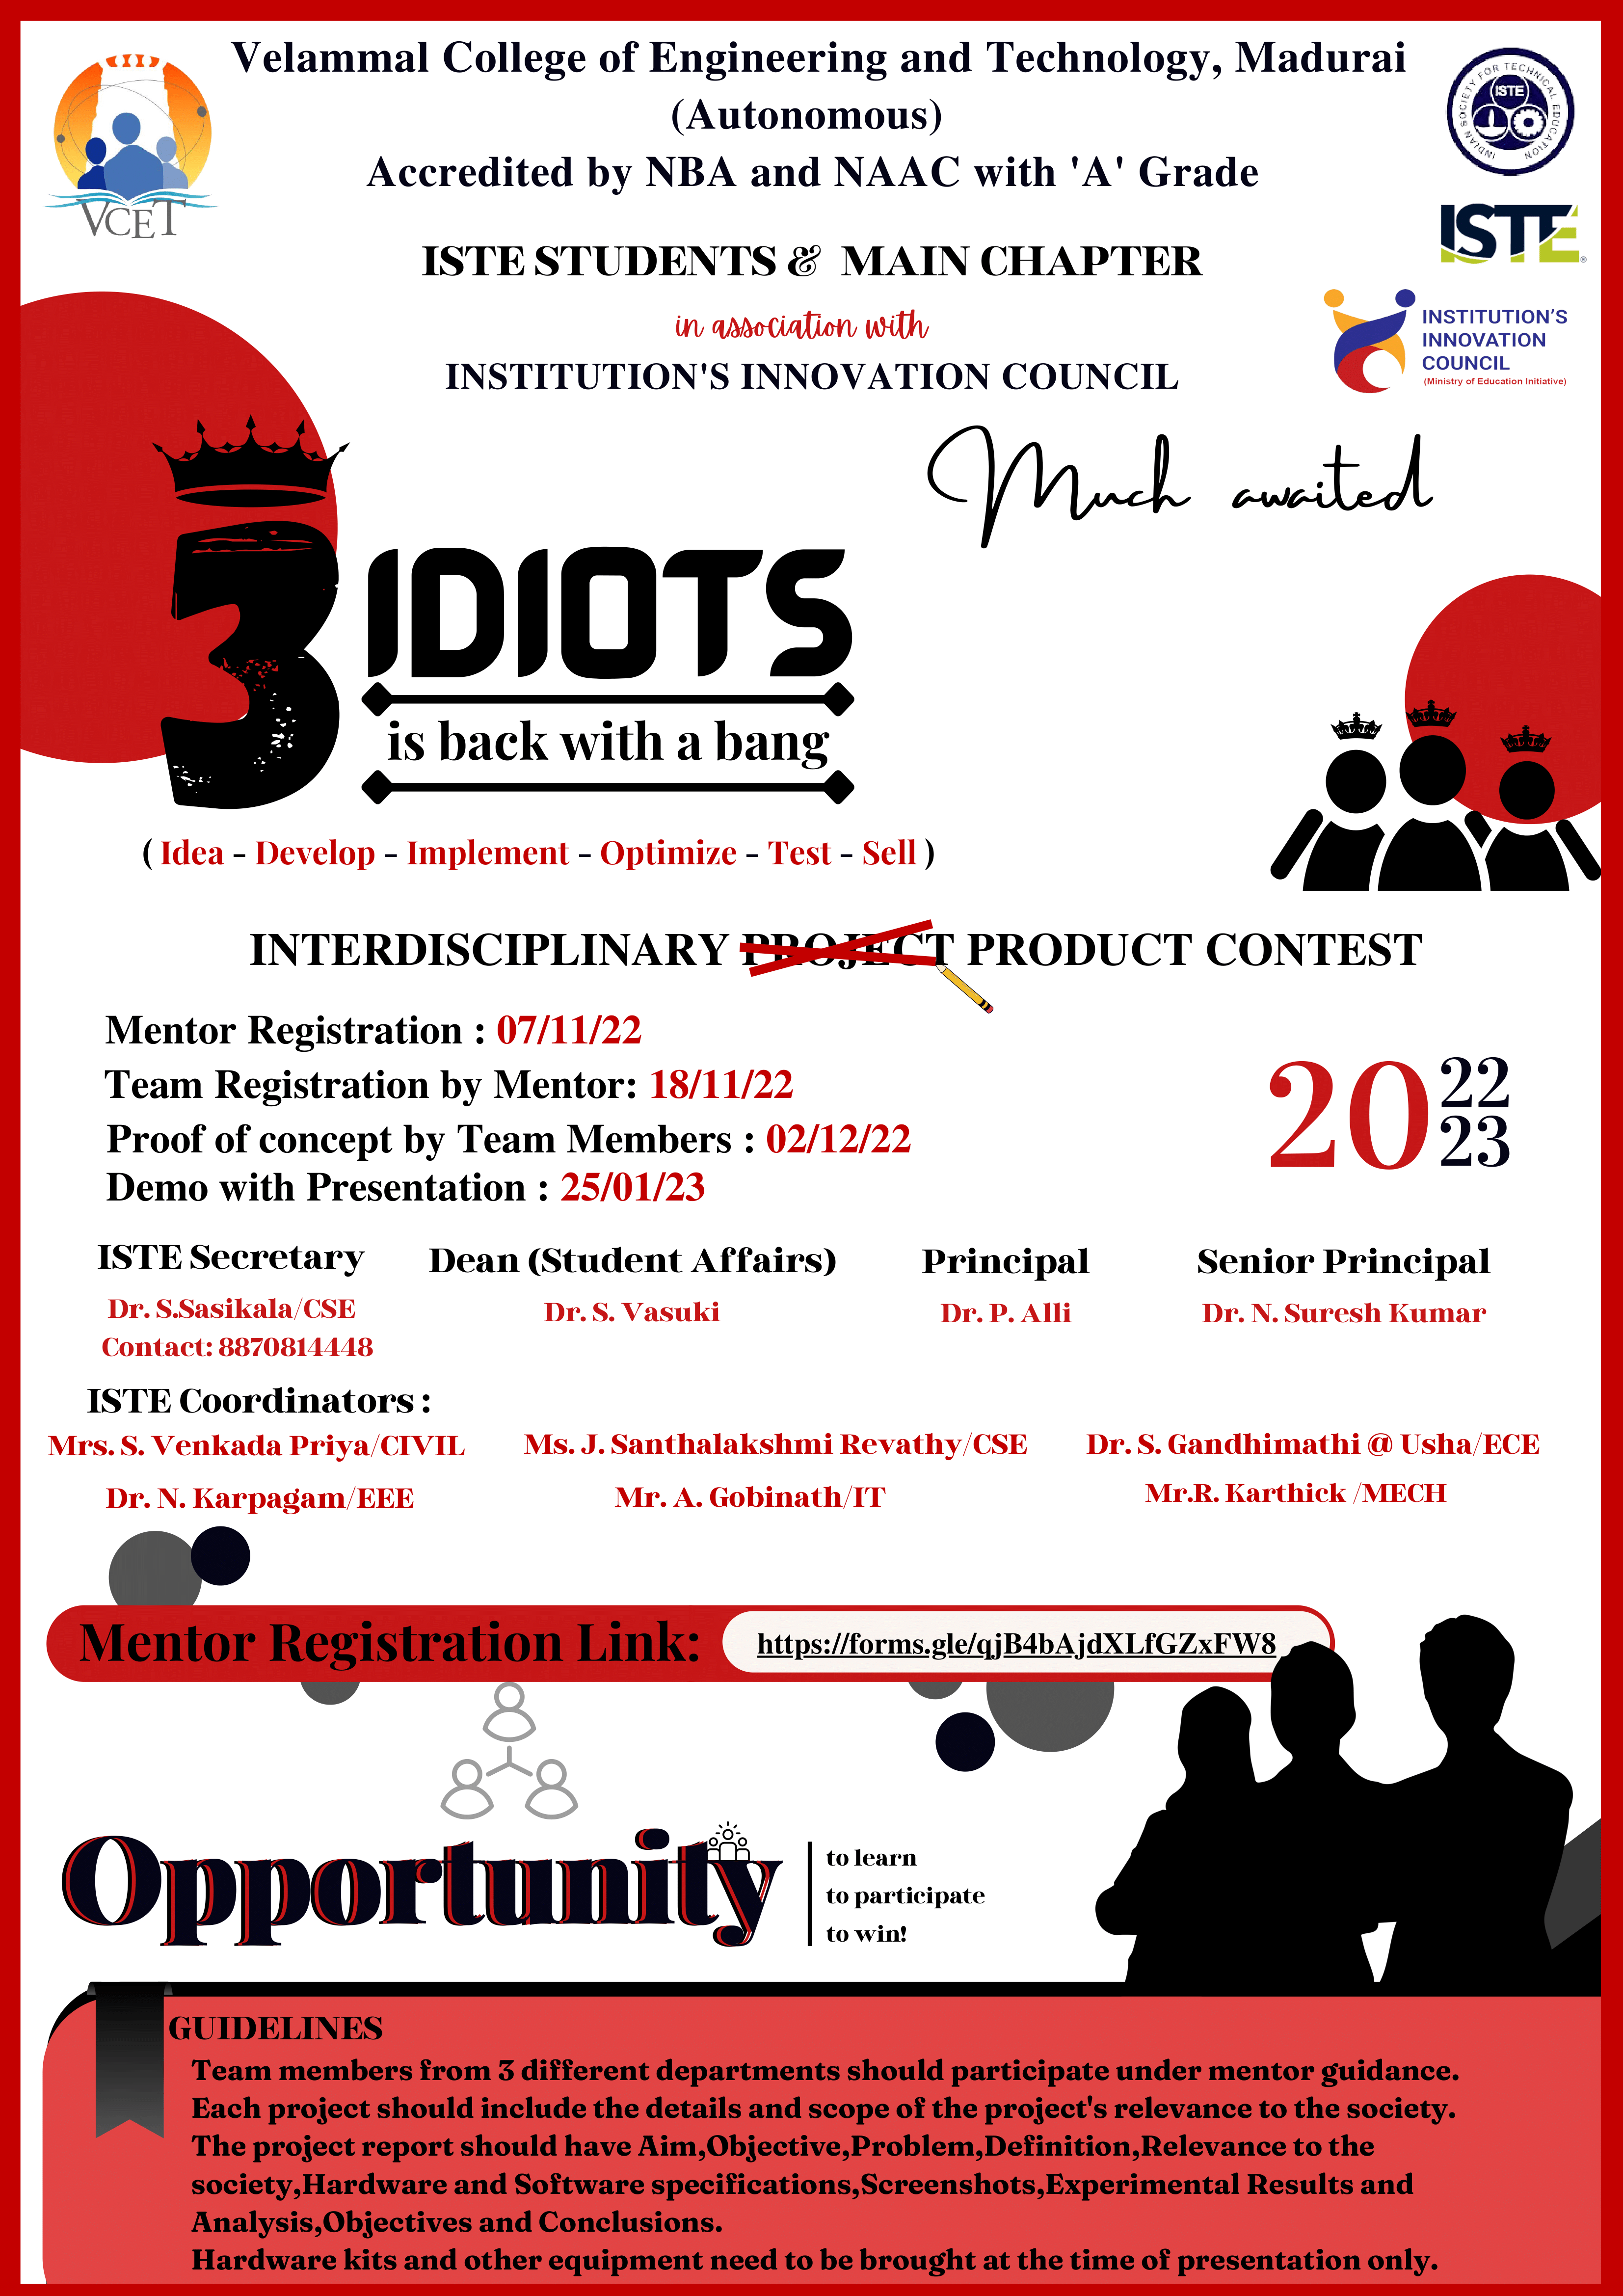 Velammal College of Engineering and Technology, Madurai
(Autonomous)
Accredited by NBA and NAAC with 'A' Grade
VCET
INDIAN SOCIETY FOR TECHNICAL EDUCATION
ISTE
ISTE®
ISTE STUDENTS & MAIN CHAPTER
in association with
INSTITUTION'S INNOVATION COUNCIL
INSTITUTION'S
INNOVATION
COUNCIL
(Ministry of Education Initiative)
Much awaited
3 IDIOTS
is back with a bang
( Idea - Develop - Implement - Optimize - Test - Sell )
INTERDISCIPLINARY PROJECT PRODUCT CONTEST
Mentor Registration : 07/11/22
Team Registration by Mentor: 18/11/22
Proof of concept by Team Members : 02/12/22
Demo with Presentation : 25/01/23
20 22
23
ISTE Secretary
Dr. S.Sasikala/CSE
Contact: 8870814448
Dean (Student Affairs)
Dr. S. Vasuki
Principal
Dr. P. Alli
Senior Principal
Dr. N. Suresh Kumar
ISTE Coordinators :
Mrs. S. Venkada Priya/CIVIL
Ms. J. Santhalakshmi Revathy/CSE
Dr. S. Gandhimathi @ Usha/ECE
Dr. N. Karpagam/EEE
Mr. A. Gobinath/IT
Mr.R. Karthick /MECH
Mentor Registration Link: https://forms.gle/qjB4bAjdXLfGZxFW8
Opportunity
to learn
to participate
to win!
GUIDELINES
Team members from 3 different departments should participate under mentor guidance.
Each project should include the details and scope of the project's relevance to the society.
The project report should have Aim,Objective,Problem,Definition,Relevance to the
society,Hardware and Software specifications,Screenshots,Experimental Results and
Analysis,Objectives and Conclusions.
Hardware kits and other equipment need to be brought at the time of presentation only.